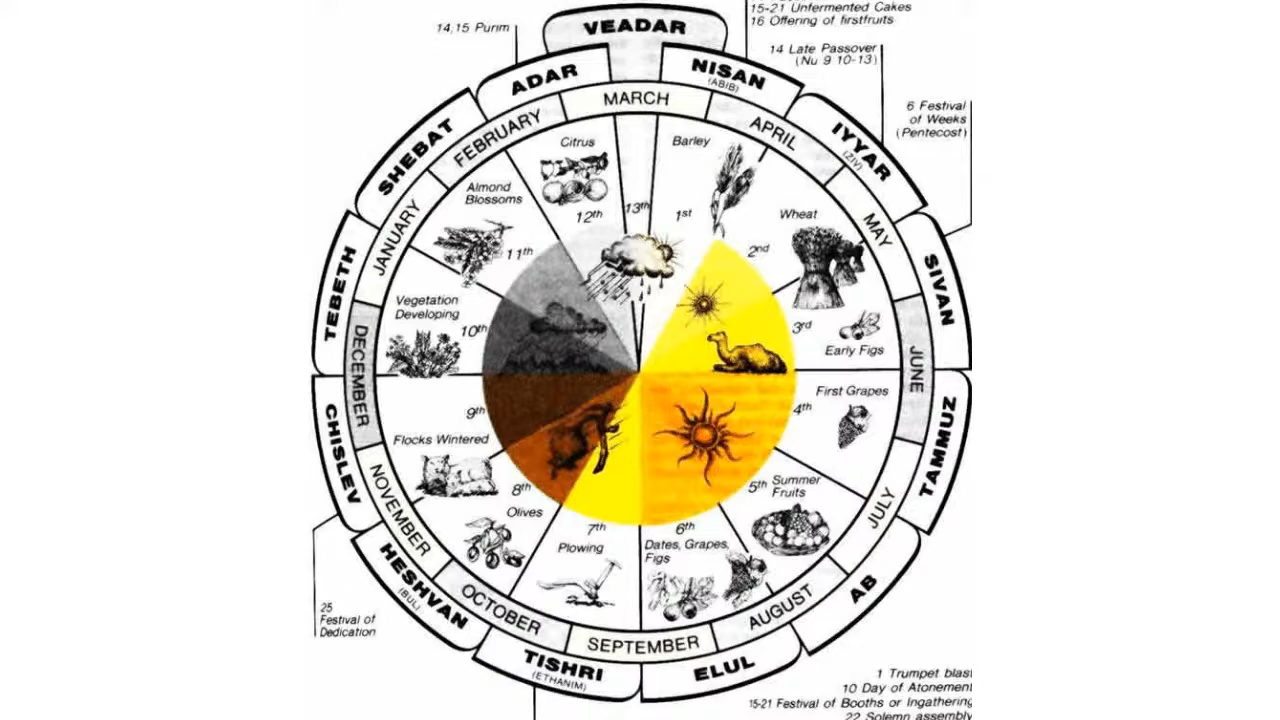 15-21 Unfermented Cakes
16 Offering of firstfruits
14,15 Purim
14 Late Passover
(Nu 9 10-13)
6 Festival
of Weeks
(Pentecost)
VEADAR
ADAR
NISAN
(ABIB)
SHEBAT
IYYAR
(ZIV)
TEBETH
SIVAN
CHISLEV
TAMMUZ
HESHVAN
(BUL)
AB
TISHRI
(ETHANIM)
ELUL
MARCH
FEBRUARY
APRIL
JANUARY
MAY
DECEMBER
JUNE
NOVEMBER
JULY
OCTOBER
AUGUST
SEPTEMBER
Citrus
12th
13th
Barley
1st
Almond
Blossoms
11th
Wheat
2nd
Vegetation
Developing
10th
3rd
Early Figs
9th
Flocks Wintered
First Grapes
4th
8th
Olives
5th Summer
Fruits
7th
Plowing
6th
Dates, Grapes,
Figs
25
Festival of
Dedication
1 Trumpet blast
10 Day of Atonement
15-21 Festival of Booths or Ingathering
22 Solemn assembly